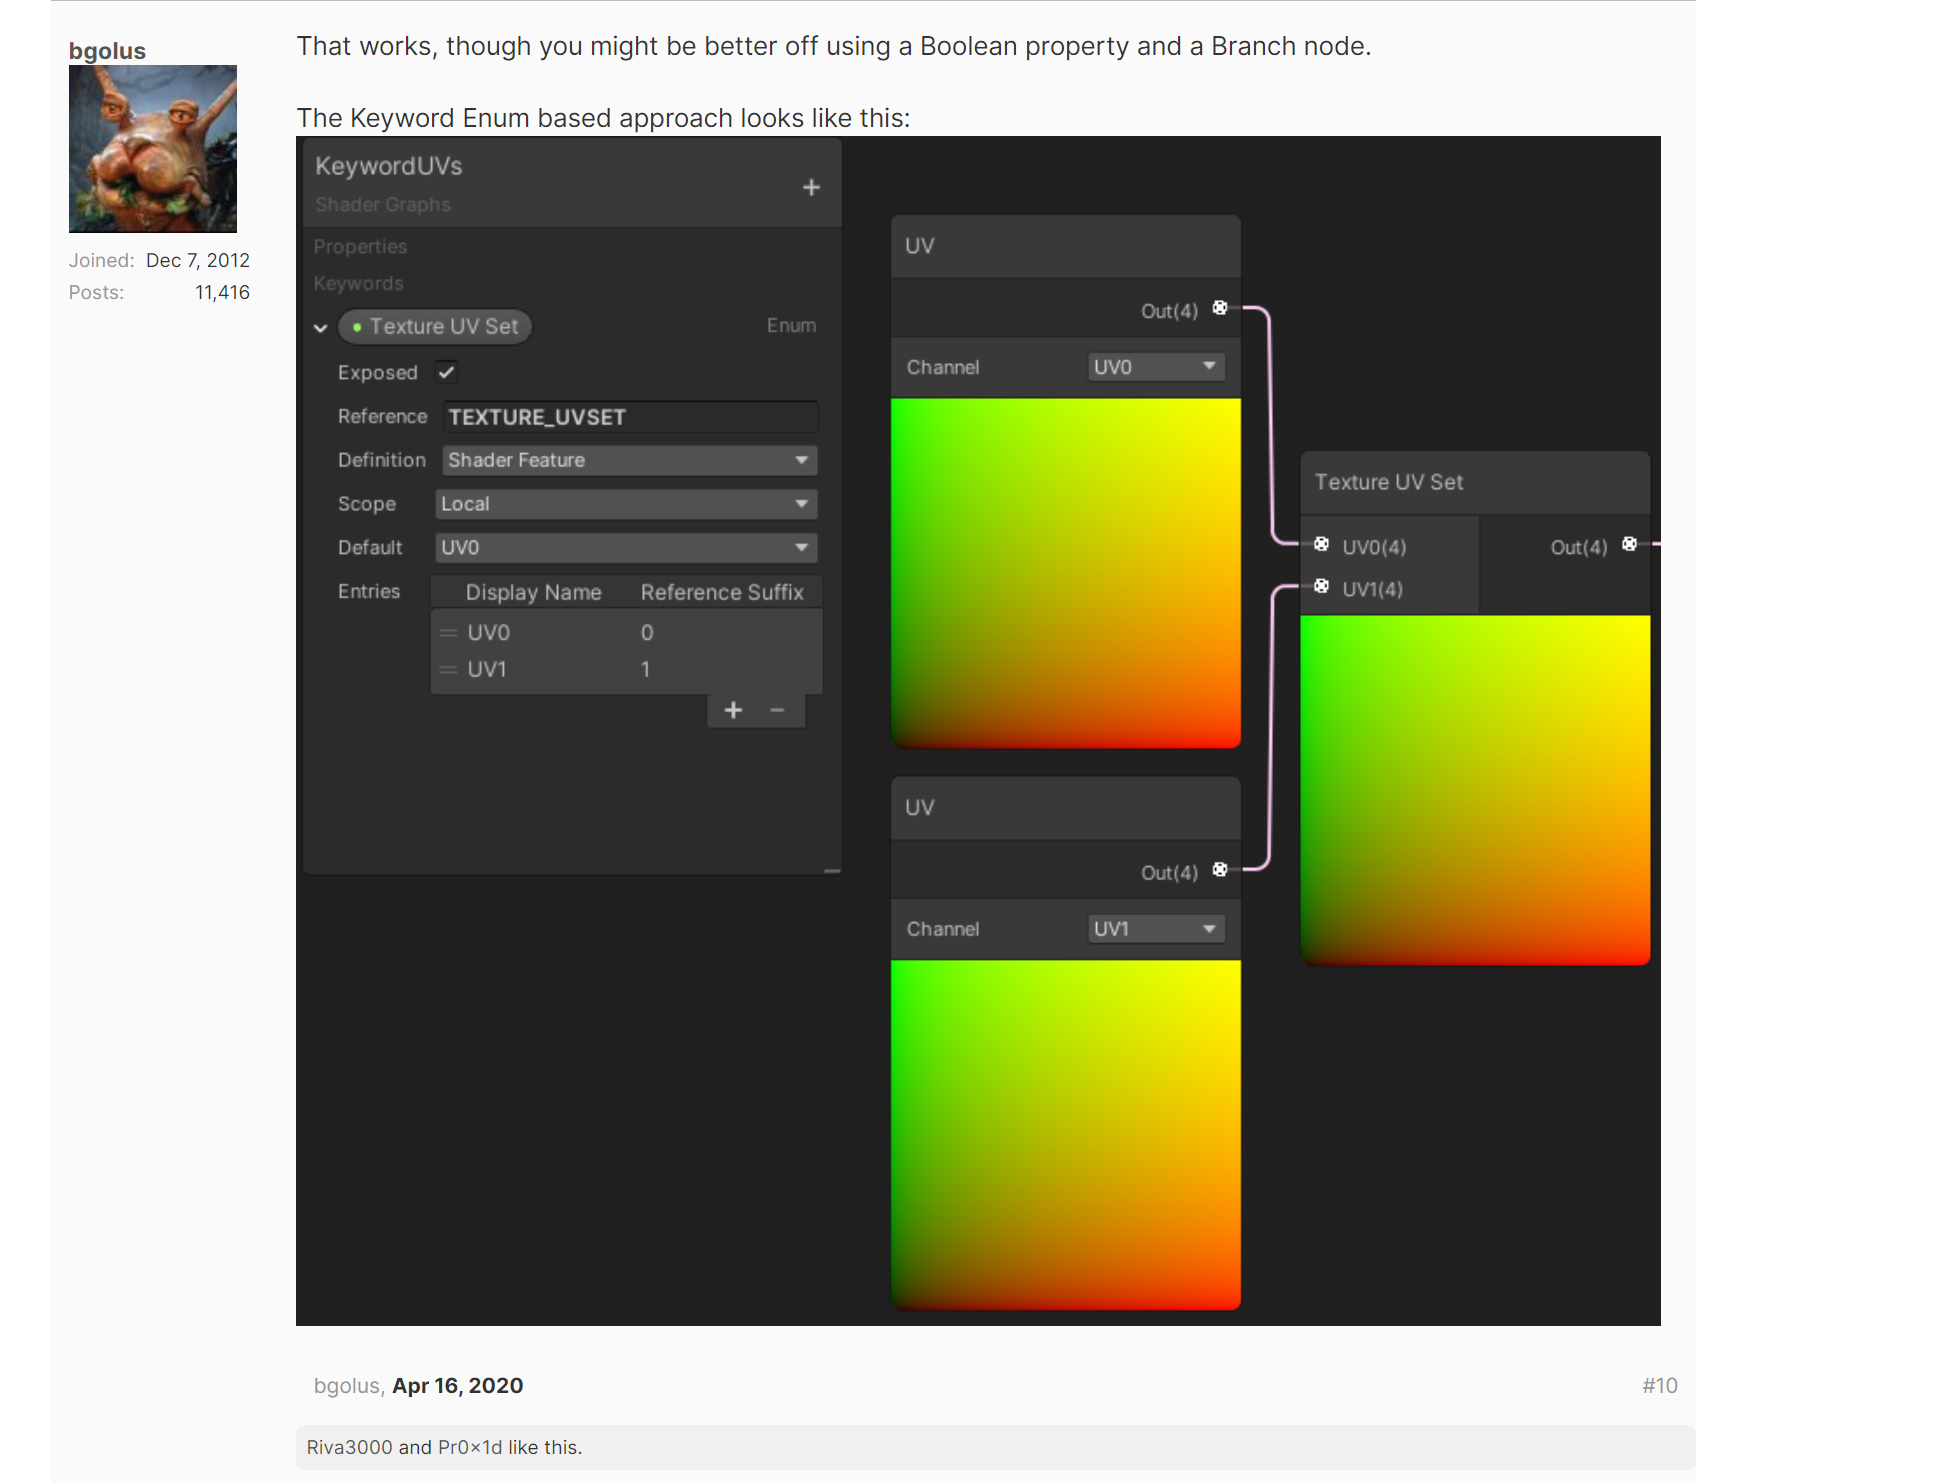 bgolus
Joined: Dec 7, 2012
Posts: 11,416
That works, though you might be better off using a Boolean property and a Branch node.
The Keyword Enum based approach looks like this:
KeywordUVs
Shader Graphs
Properties
Keywords
Texture UV Set Enum
Exposed
Reference TEXTURE_UVSET
Definition Shader Feature
Scope Local
Default UV0
Entries Display Name Reference Suffix
UV0 0
UV1 1
UV
Out(4)
Channel UV0
UV
Out(4)
Channel UV1
Texture UV Set
UV0(4) Out(4)
UV1(4)
bgolus, Apr 16, 2020 #10
Riva3000 and Pr0x1d like this.